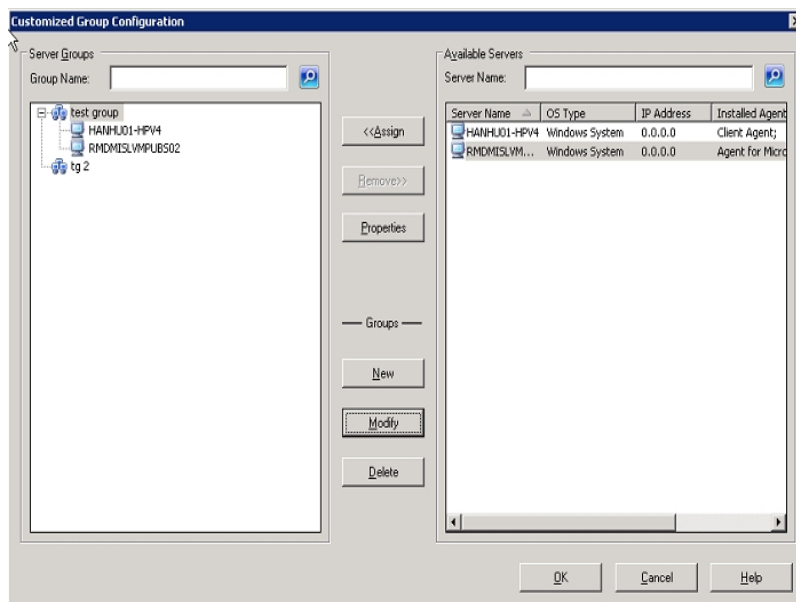 Customized Group Configuration
Server Groups
Group Name:
test group
HANHU01-HPV4
RMDMISLVMPUBS02
tg 2
<<Assign
Remove>>
Properties
Groups
New
Modify
Delete
Available Servers
Server Name:
Server Name OS Type IP Address Installed Agent
HANHU01-HPV4 Windows System 0.0.0.0 Client Agent;
RMDMISLVM... Windows System 0.0.0.0 Agent for Micro
OK Cancel Help